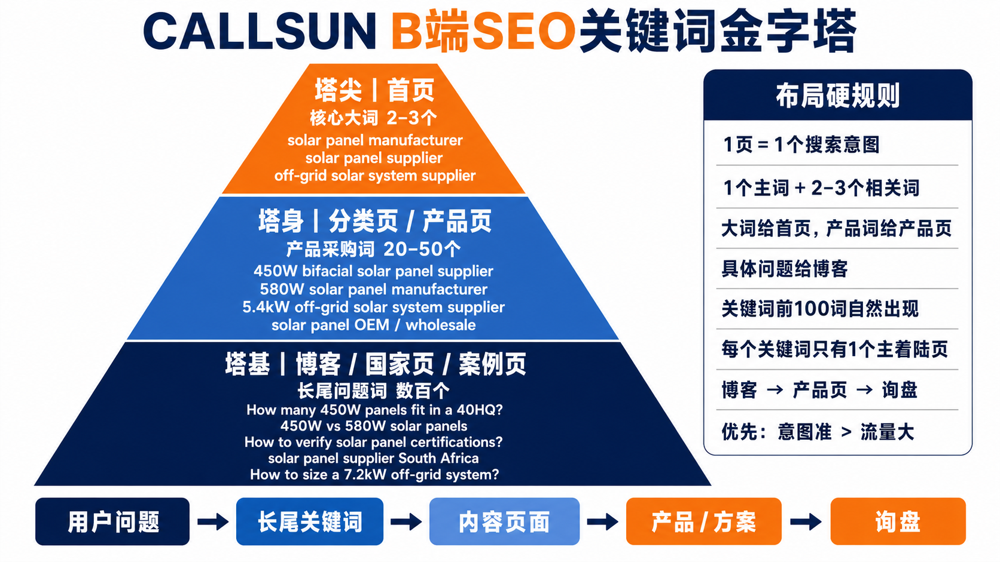 CALLSUN B端SEO关键词金字塔
塔尖 | 首页
核心大词 2–3个
solar panel manufacturer
solar panel supplier
off-grid solar system supplier
塔身 | 分类页 / 产品页
产品采购词 20–50个
450W bifacial solar panel supplier
580W solar panel manufacturer
5.4kW off-grid solar system supplier
solar panel OEM / wholesale
塔基 | 博客 / 国家页 / 案例页
长尾问题词 数百个
How many 450W panels fit in a 40HQ?
450W vs 580W solar panels
How to verify solar panel certifications?
solar panel supplier South Africa
How to size a 7.2kW off-grid system?
布局硬规则
1页 = 1个搜索意图
1个主词 + 2–3个相关词
大词给首页, 产品词给产品页
具体问题给博客
关键词前100词自然出现
每个关键词只有1个主着陆页
博客 → 产品页 → 询盘
优先：意图准 > 流量大
用户问题 → 长尾关键词 → 内容页面 → 产品 / 方案 → 询盘